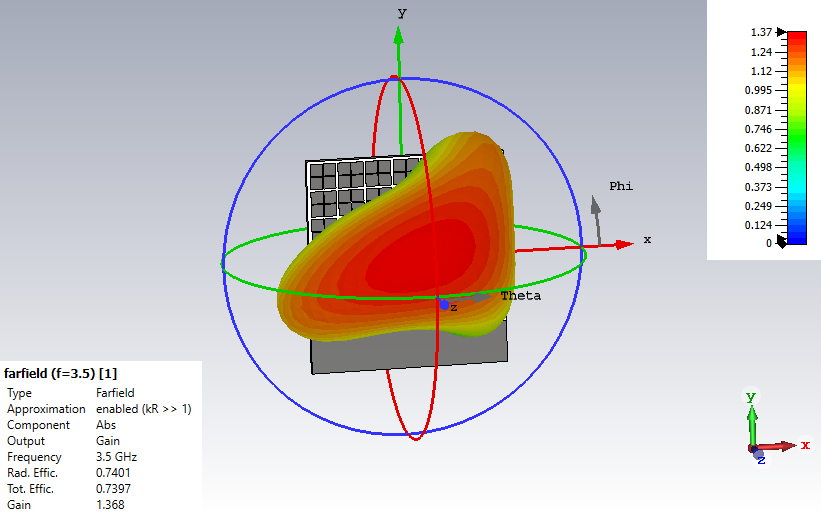 y
1.37
1.24
1.12
0.995
0.871
0.746
0.622
0.498
0.373
0.249
0.124
0
Phi
x
Theta
z
farfield (f=3.5) [1]
Type Farfield
Approximation enabled (kR >> 1)
Component Abs
Output Gain
Frequency 3.5 GHz
Rad. Effic. 0.7401
Tot. Effic. 0.7397
Gain 1.368
y
x
z